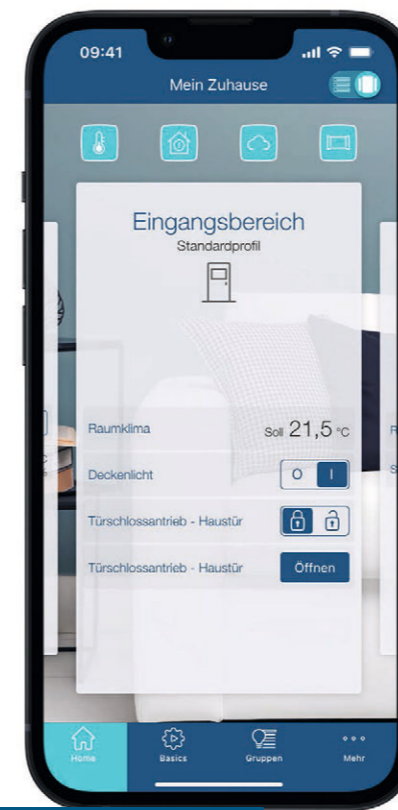 09:41
Mein Zuhause
Eingangsbereich
Standardprofil
Raumklima Soll 21,5 °C
Deckenlicht O I
Türschlossantrieb - Haustür
Türschlossantrieb - Haustür Öffnen
Home Basics Gruppen Mehr